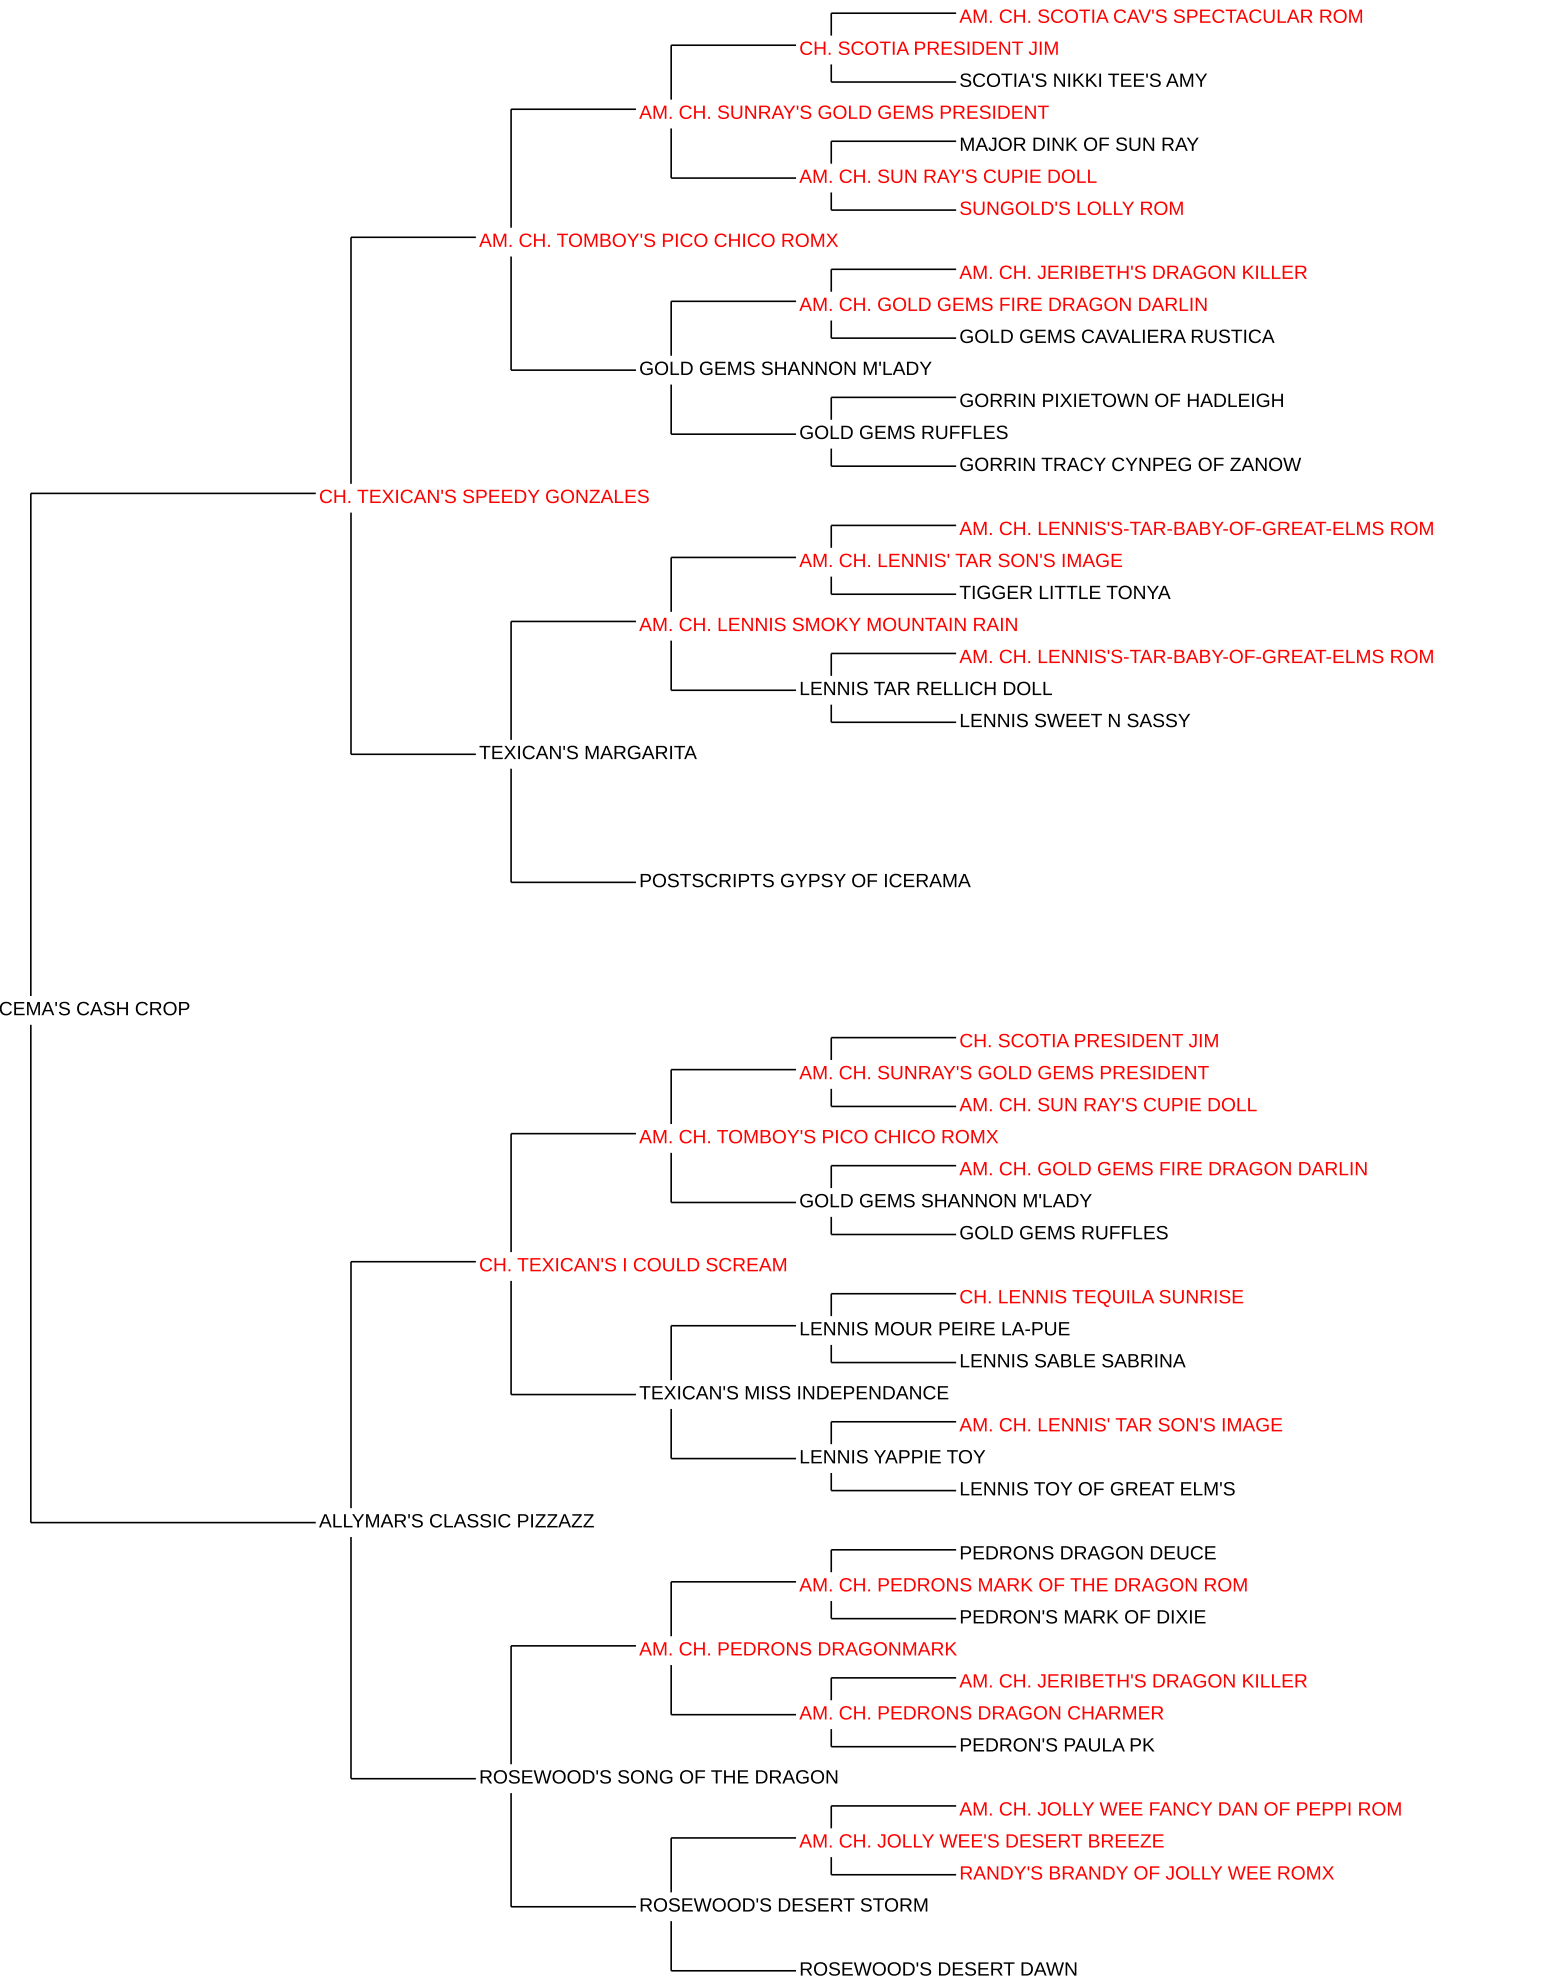 AM. CH. SCOTIA CAV'S SPECTACULAR ROM
CH. SCOTIA PRESIDENT JIM
SCOTIA'S NIKKI TEE'S AMY
AM. CH. SUNRAY'S GOLD GEMS PRESIDENT
MAJOR DINK OF SUN RAY
AM. CH. SUN RAY'S CUPIE DOLL
SUNGOLD'S LOLLY ROM
AM. CH. TOMBOY'S PICO CHICO ROMX
AM. CH. JERIBETH'S DRAGON KILLER
AM. CH. GOLD GEMS FIRE DRAGON DARLIN
GOLD GEMS CAVALIERA RUSTICA
GOLD GEMS SHANNON M'LADY
GORRIN PIXIETOWN OF HADLEIGH
GOLD GEMS RUFFLES
GORRIN TRACY CYNPEG OF ZANOW
CH. TEXICAN'S SPEEDY GONZALES
AM. CH. LENNIS'S-TAR-BABY-OF-GREAT-ELMS ROM
AM. CH. LENNIS' TAR SON'S IMAGE
TIGGER LITTLE TONYA
AM. CH. LENNIS SMOKY MOUNTAIN RAIN
AM. CH. LENNIS'S-TAR-BABY-OF-GREAT-ELMS ROM
LENNIS TAR RELLICH DOLL
LENNIS SWEET N SASSY
TEXICAN'S MARGARITA
POSTSCRIPTS GYPSY OF ICERAMA
CEMA'S CASH CROP
CH. SCOTIA PRESIDENT JIM
AM. CH. SUNRAY'S GOLD GEMS PRESIDENT
AM. CH. SUN RAY'S CUPIE DOLL
AM. CH. TOMBOY'S PICO CHICO ROMX
AM. CH. GOLD GEMS FIRE DRAGON DARLIN
GOLD GEMS SHANNON M'LADY
GOLD GEMS RUFFLES
CH. TEXICAN'S I COULD SCREAM
CH. LENNIS TEQUILA SUNRISE
LENNIS MOUR PEIRE LA-PUE
LENNIS SABLE SABRINA
TEXICAN'S MISS INDEPENDANCE
AM. CH. LENNIS' TAR SON'S IMAGE
LENNIS YAPPIE TOY
LENNIS TOY OF GREAT ELM'S
ALLYMAR'S CLASSIC PIZZAZZ
PEDRONS DRAGON DEUCE
AM. CH. PEDRONS MARK OF THE DRAGON ROM
PEDRON'S MARK OF DIXIE
AM. CH. PEDRONS DRAGONMARK
AM. CH. JERIBETH'S DRAGON KILLER
AM. CH. PEDRONS DRAGON CHARMER
PEDRON'S PAULA PK
ROSEWOOD'S SONG OF THE DRAGON
AM. CH. JOLLY WEE FANCY DAN OF PEPPI ROM
AM. CH. JOLLY WEE'S DESERT BREEZE
RANDY'S BRANDY OF JOLLY WEE ROMX
ROSEWOOD'S DESERT STORM
ROSEWOOD'S DESERT DAWN